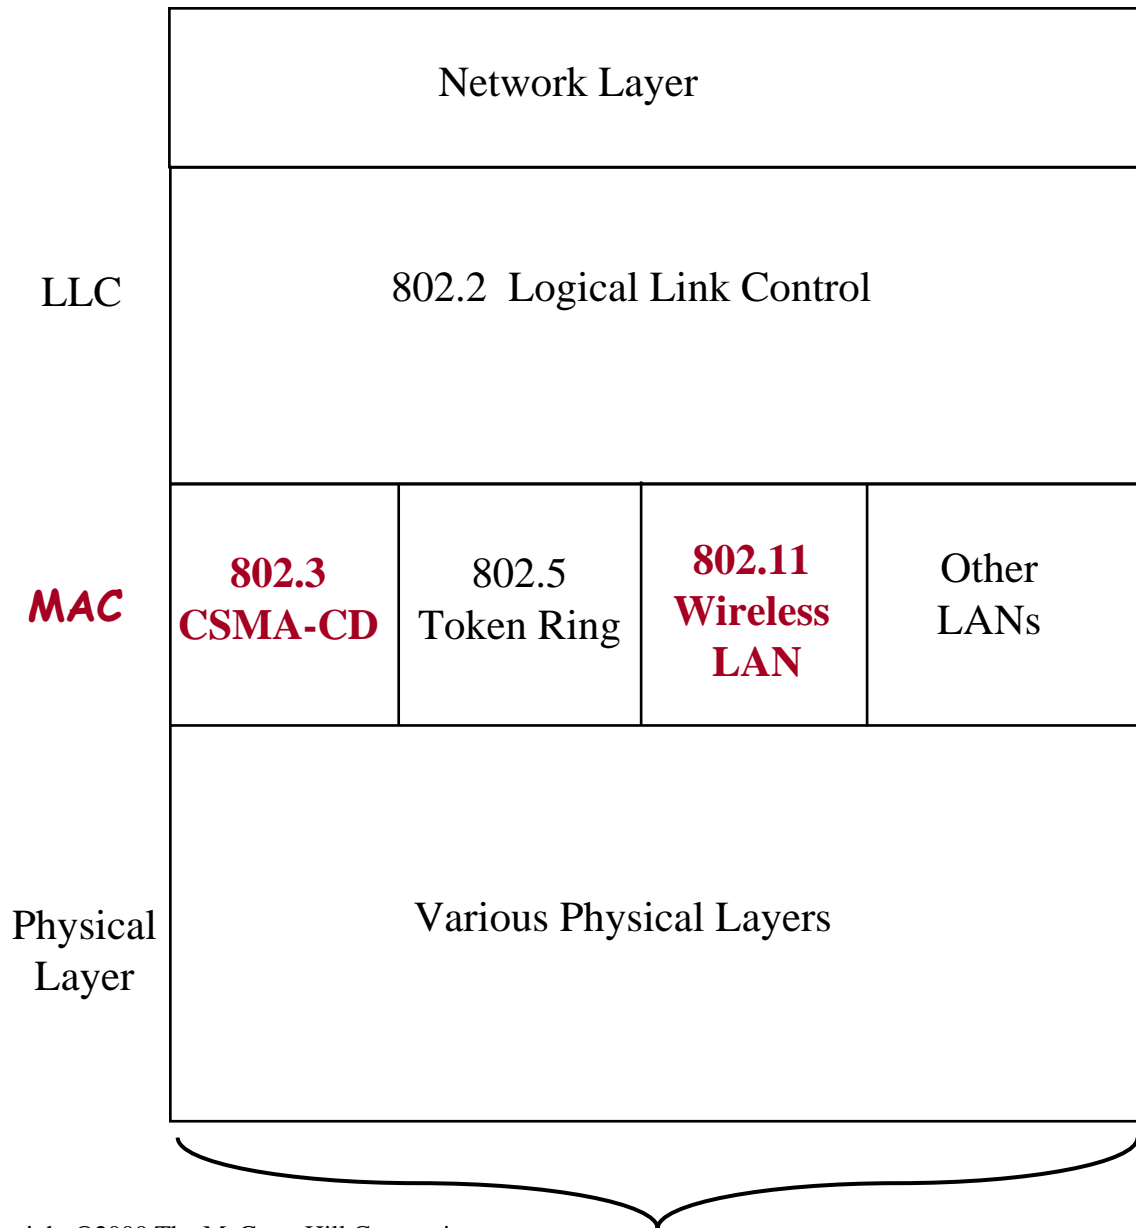 Network Layer
LLC
802.2 Logical Link Control
MAC
802.3
CSMA-CD
802.5
Token Ring
802.11
Wireless
LAN
Other
LANs
Physical
Layer
Various Physical Layers